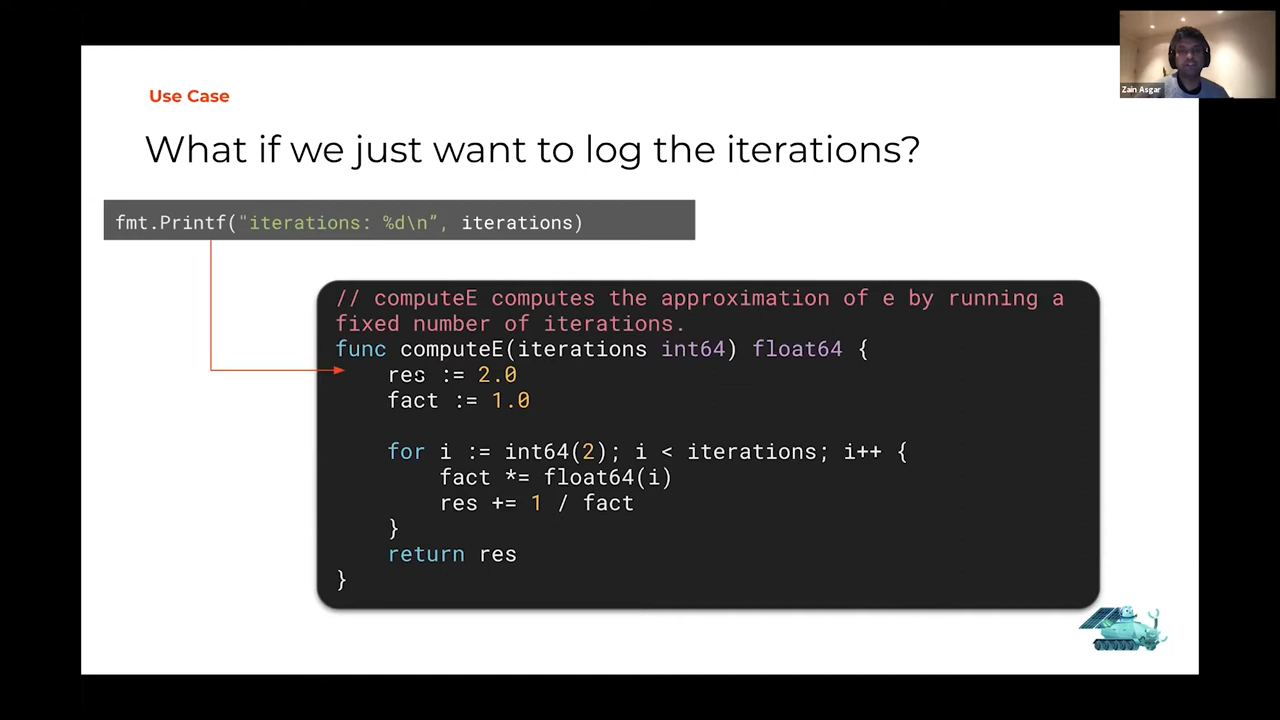 Zain Asgar
Use Case
What if we just want to log the iterations?
fmt.Printf("iterations: %d\n”, iterations)
// computeE computes the approximation of e by running a
fixed number of iterations.
func computeE(iterations int64) float64 {
    res := 2.0
    fact := 1.0
    for i := int64(2); i < iterations; i++ {
        fact *= float64(i)
        res += 1 / fact
    }
    return res
}